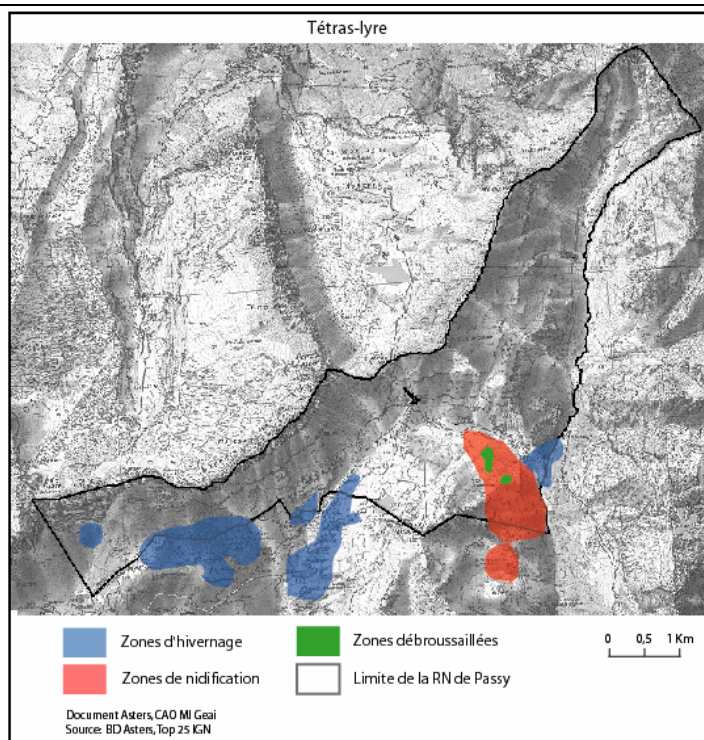 Tétras-lyre
Zones d'hivernage
Zones débroussaillées
0 0,5 1 Km
Zones de nidification
Limite de la RN de Passy
Document Asters, CAO MI Geai
Source: BD Asters, Top 25 IGN